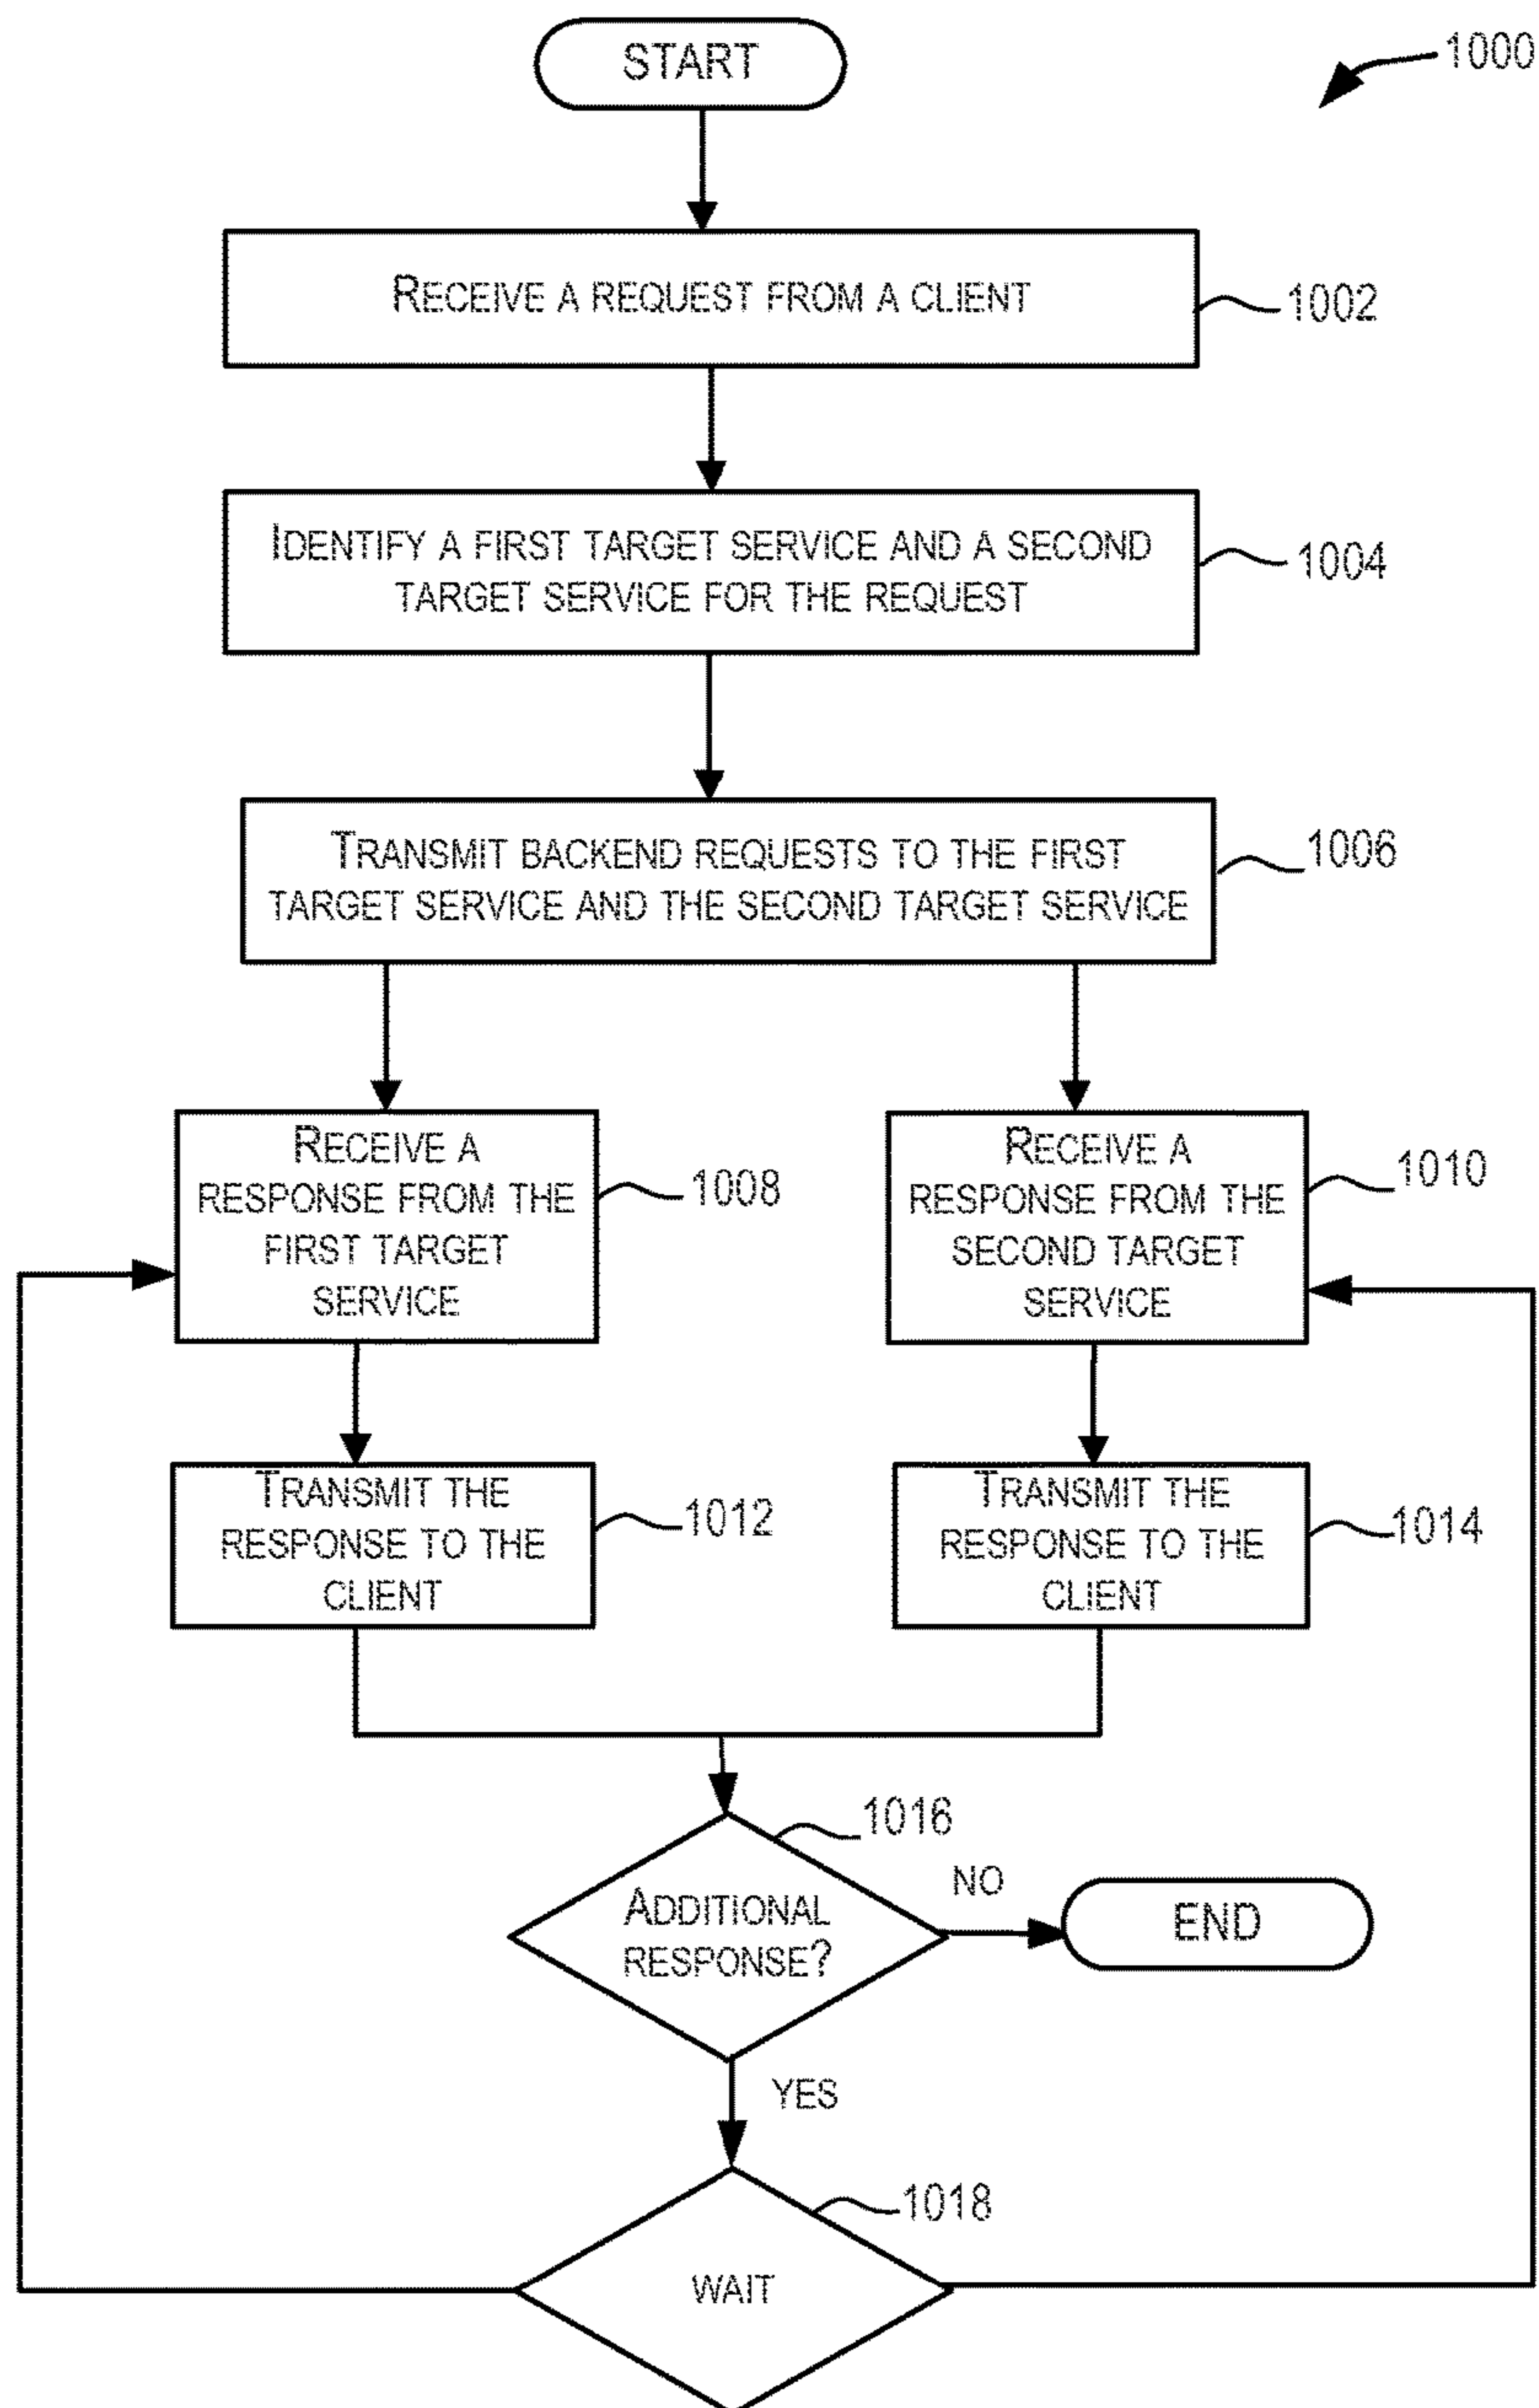 START
1000
RECEIVE A REQUEST FROM A CLIENT
1002
IDENTIFY A FIRST TARGET SERVICE AND A SECOND
TARGET SERVICE FOR THE REQUEST
1004
TRANSMIT BACKEND REQUESTS TO THE FIRST
TARGET SERVICE AND THE SECOND TARGET SERVICE
1006
RECEIVE A
RESPONSE FROM THE
FIRST TARGET
SERVICE
1008
RECEIVE A
RESPONSE FROM THE
SECOND TARGET
SERVICE
1010
TRANSMIT THE
RESPONSE TO THE
CLIENT
1012
TRANSMIT THE
RESPONSE TO THE
CLIENT
1014
1016
ADDITIONAL
RESPONSE?
NO
END
YES
1018
WAIT